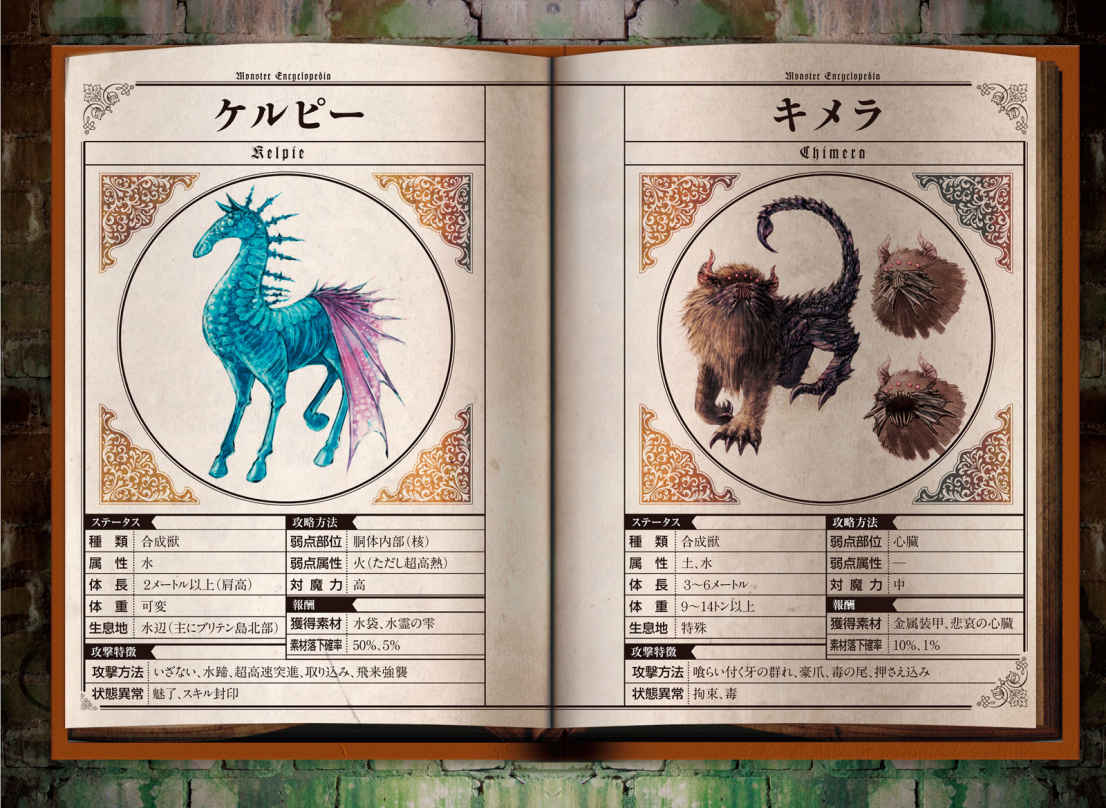 Monster Encyclopedia
ケルピー
Kelpie
ステータス
種 類 合成獣
属 性 水
体 長 2メートル以上(肩高)
体 重 可変
生息地 水辺(主にブリテン島北部)
攻略方法
弱点部位 胴体内部(核)
弱点属性 火(ただし超高熱)
対魔力 高
報酬
獲得素材 水袋、水霊の雫
素材落下確率 50%、5%
攻撃特徴
攻撃方法 いざない、水蹄、超高速突進、取り込み、飛来強襲
状態異常 魅了、スキル封印
Monster Encyclopedia
キメラ
Chimera
ステータス
種 類 合成獣
属 性 土、水
体 長 3〜6メートル
体 重 9〜14トン以上
生息地 特殊
攻略方法
弱点部位 心臓
弱点属性 —
対魔力 中
報酬
獲得素材 金属装甲、悲哀の心臓
素材落下確率 10%、1%
攻撃特徴
攻撃方法 喰らい付く牙の群れ、豪爪、毒の尾、押さえ込み
状態異常 拘束、毒